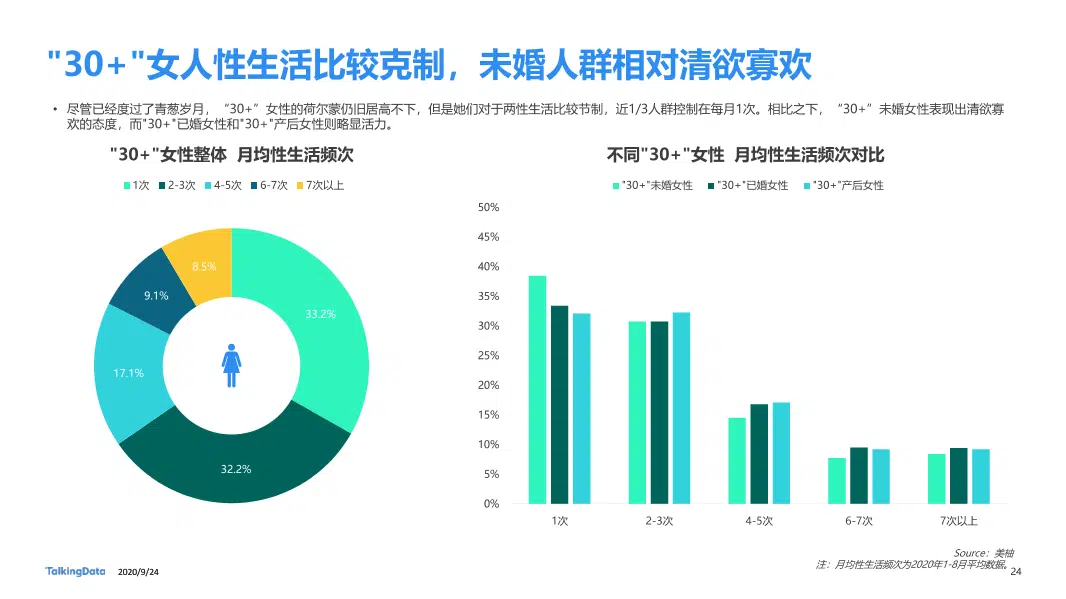 "30+"女人性生活比较克制，未婚人群相对清欲寡欢
• 尽管已经度过了青葱岁月，“30+”女性的荷尔蒙仍旧居高不下，但是她们对于两性生活比较节制，近1/3人群控制在每月1次。相比之下，“30+”未婚女性表现出清欲寡
欢的态度，而"30+"已婚女性和"30+"产后女性则略显活力。
"30+"女性整体 月均性生活频次
1次 2-3次 4-5次 6-7次 7次以上
8.5%
9.1%
33.2%
17.1%
32.2%
不同"30+"女性 月均性生活频次对比
"30+"未婚女性 "30+"已婚女性 "30+"产后女性
50%
45%
40%
35%
30%
25%
20%
15%
10%
5%
0%
1次 2-3次 4-5次 6-7次 7次以上
Source：美柚
注：月均性生活频次为2020年1-8月平均数据。
TalkingData 2020/9/24
24